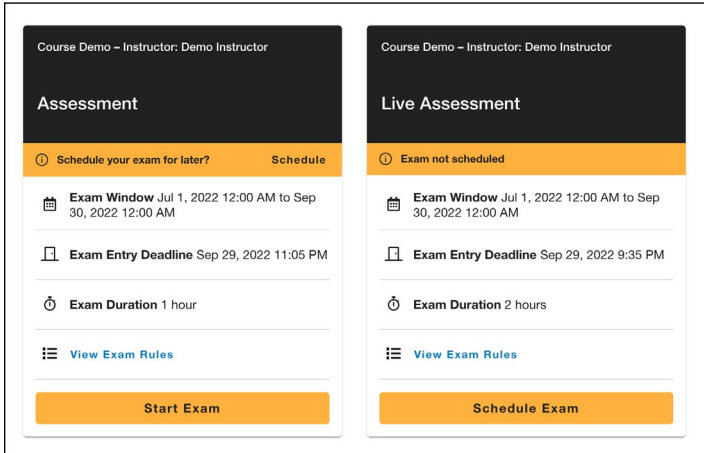 Course Demo – Instructor: Demo Instructor
Assessment
Schedule your exam for later? Schedule
Exam Window Jul 1, 2022 12:00 AM to Sep
30, 2022 12:00 AM
Exam Entry Deadline Sep 29, 2022 11:05 PM
Exam Duration 1 hour
View Exam Rules
Start Exam
Course Demo – Instructor: Demo Instructor
Live Assessment
Exam not scheduled
Exam Window Jul 1, 2022 12:00 AM to Sep
30, 2022 12:00 AM
Exam Entry Deadline Sep 29, 2022 9:35 PM
Exam Duration 2 hours
View Exam Rules
Schedule Exam